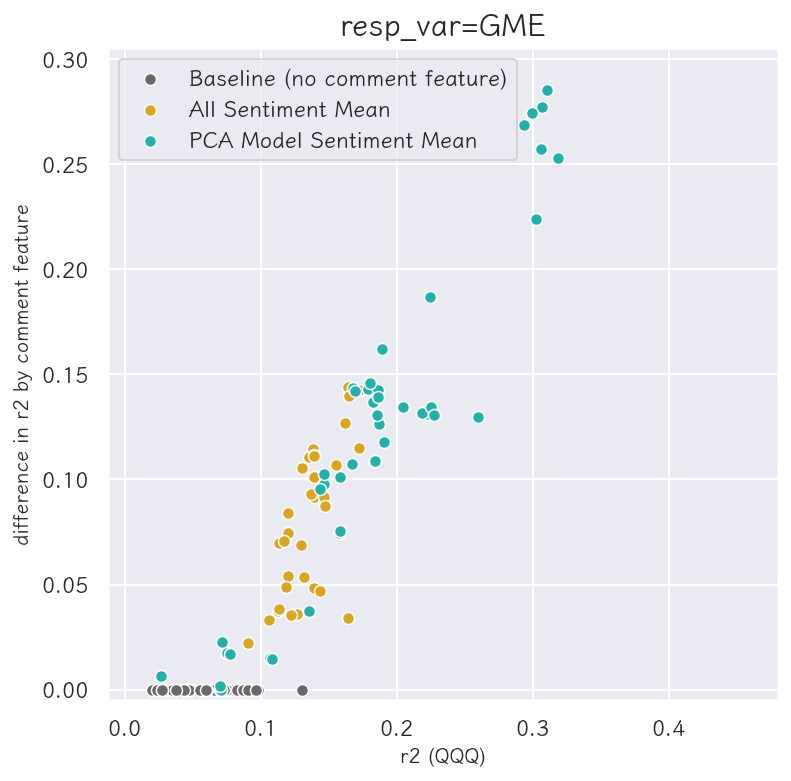 resp_var=GME
Baseline (no comment feature)
All Sentiment Mean
PCA Model Sentiment Mean
difference in r2 by comment feature
0.30
0.25
0.20
0.15
0.10
0.05
0.00
0.0 0.1 0.2 0.3 0.4
r2 (QQQ)